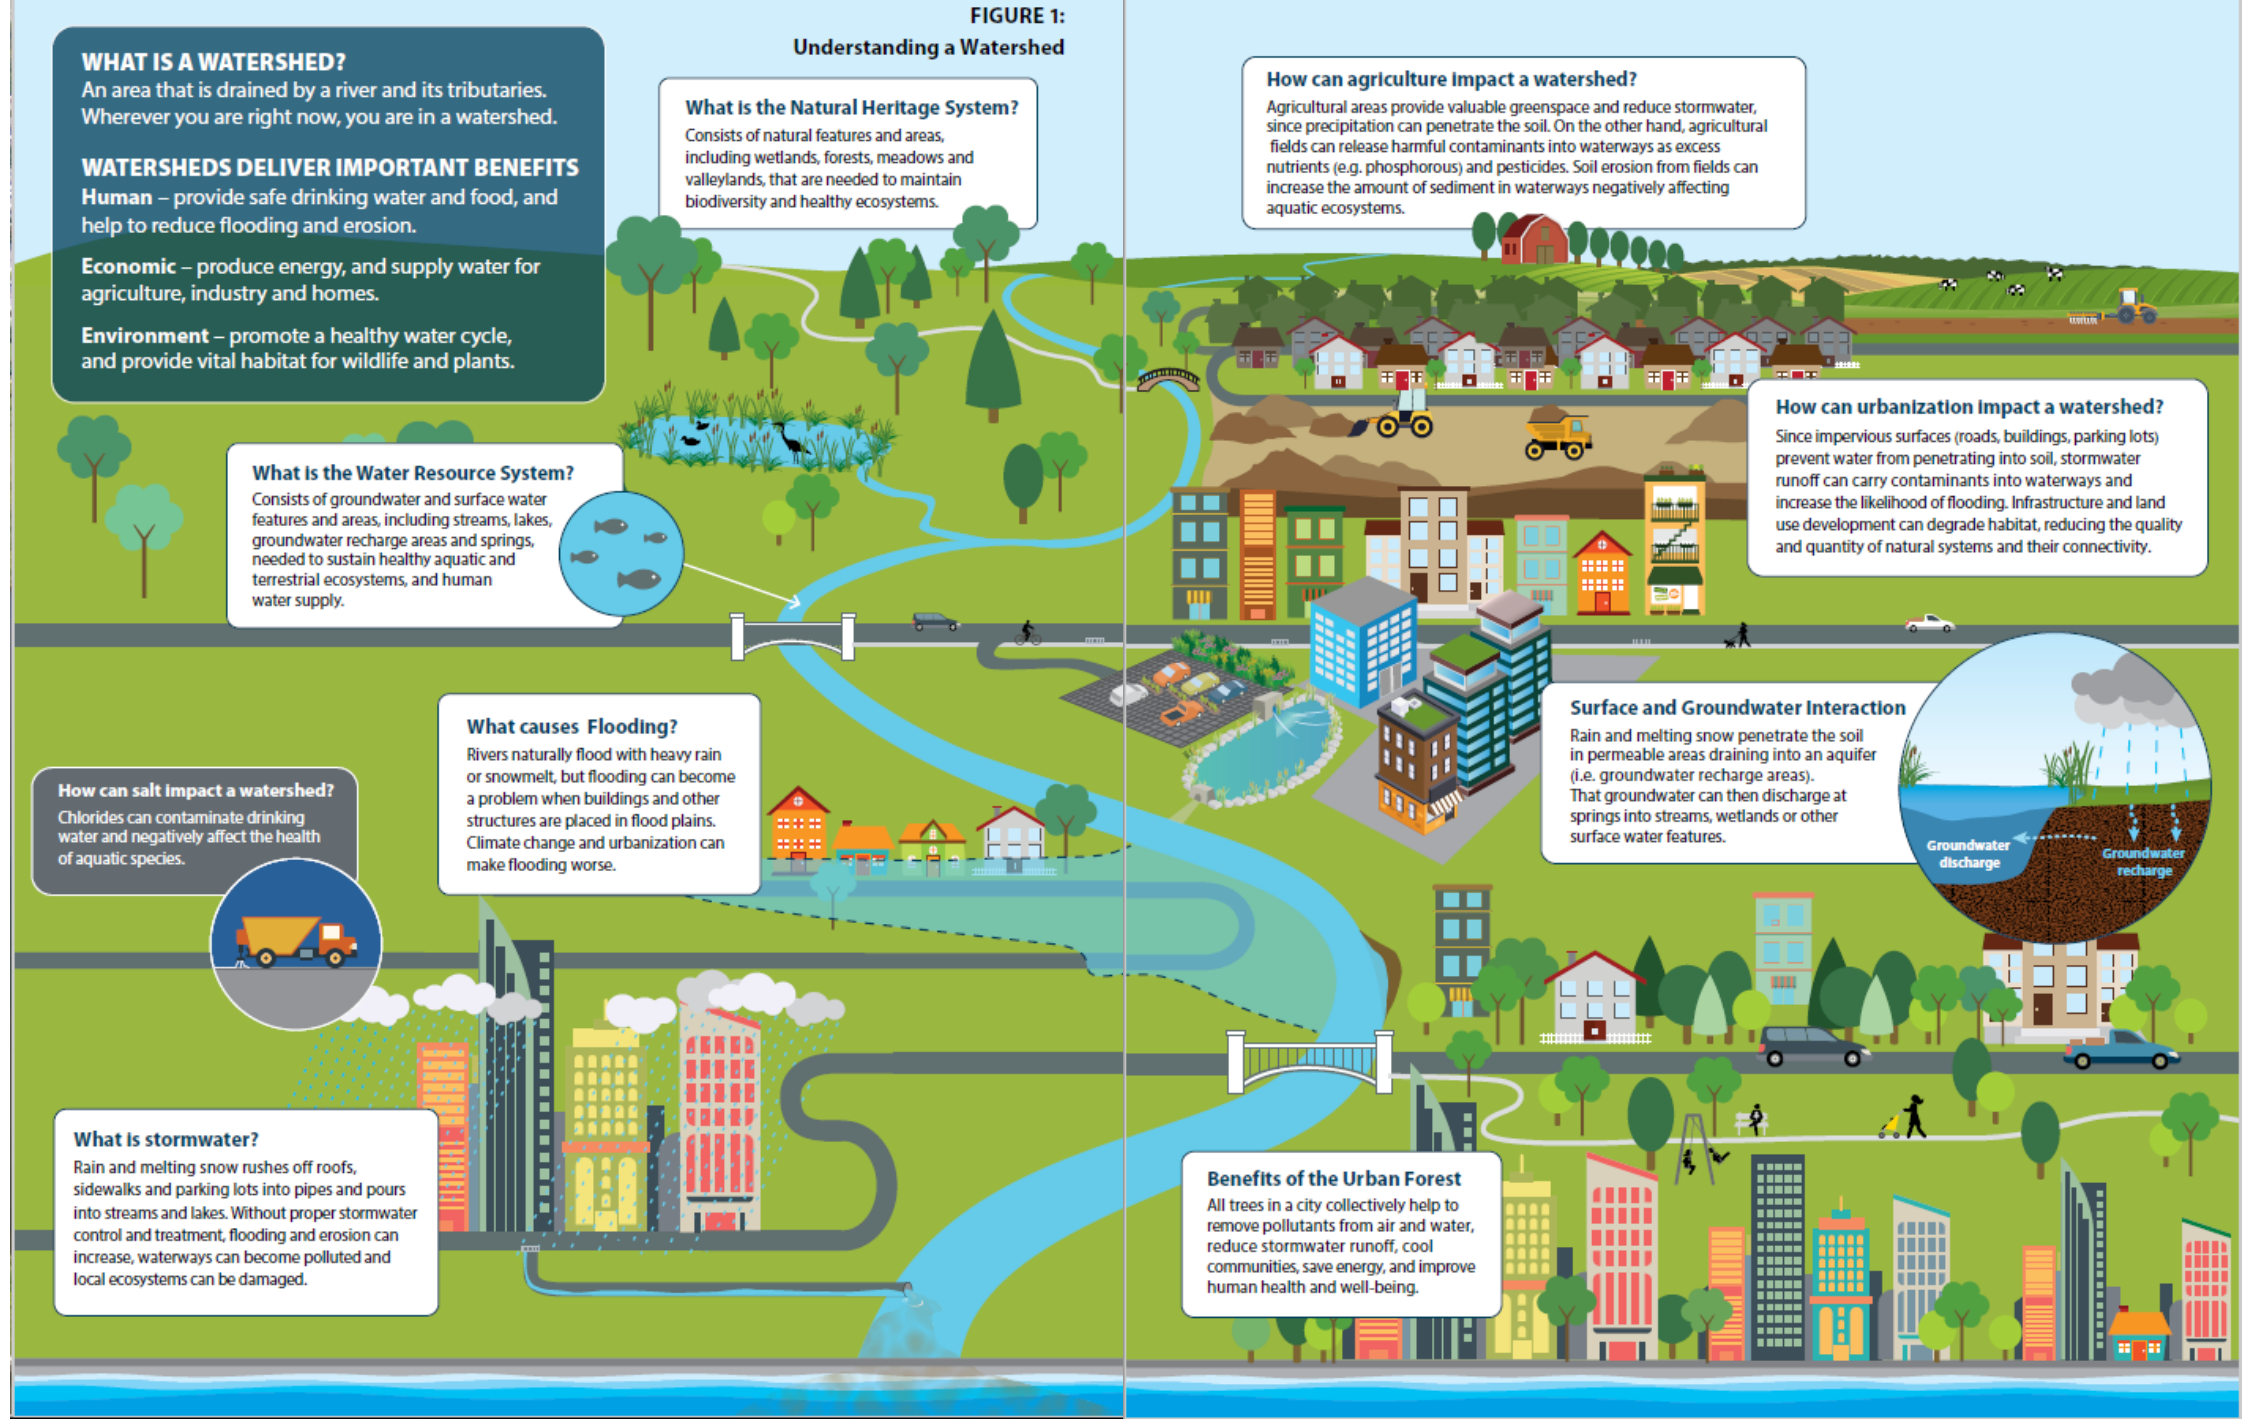 FIGURE 1:
Understanding a Watershed
WHAT IS A WATERSHED?
An area that is drained by a river and its tributaries.
Wherever you are right now, you are in a watershed.
WATERSHEDS DELIVER IMPORTANT BENEFITS
Human – provide safe drinking water and food, and
help to reduce flooding and erosion.
Economic – produce energy, and supply water for
agriculture, industry and homes.
Environment – promote a healthy water cycle,
and provide vital habitat for wildlife and plants.
What is the Natural Heritage System?
Consists of natural features and areas,
including wetlands, forests, meadows and
valleylands, that are needed to maintain
biodiversity and healthy ecosystems.
How can agriculture impact a watershed?
Agricultural areas provide valuable greenspace and reduce stormwater,
since precipitation can penetrate the soil. On the other hand, agricultural
fields can release harmful contaminants into waterways as excess
nutrients (e.g. phosphorous) and pesticides. Soil erosion from fields can
increase the amount of sediment in waterways negatively affecting
aquatic ecosystems.
What is the Water Resource System?
Consists of groundwater and surface water
features and areas, including streams, lakes,
groundwater recharge areas and springs,
needed to sustain healthy aquatic and
terrestrial ecosystems, and human
water supply.
How can urbanization impact a watershed?
Since impervious surfaces (roads, buildings, parking lots)
prevent water from penetrating into soil, stormwater
runoff can carry contaminants into waterways and
increase the likelihood of flooding. Infrastructure and land
use development can degrade habitat, reducing the quality
and quantity of natural systems and their connectivity.
What causes Flooding?
Rivers naturally flood with heavy rain
or snowmelt, but flooding can become
a problem when buildings and other
structures are placed in flood plains.
Climate change and urbanization can
make flooding worse.
Surface and Groundwater Interaction
Rain and melting snow penetrate the soil
in permeable areas draining into an aquifer
(i.e. groundwater recharge areas).
That groundwater can then discharge at
springs into streams, wetlands or other
surface water features.
Groundwater
discharge
Groundwater
recharge
How can salt impact a watershed?
Chlorides can contaminate drinking
water and negatively affect the health
of aquatic species.
What is stormwater?
Rain and melting snow rushes off roofs,
sidewalks and parking lots into pipes and pours
into streams and lakes. Without proper stormwater
control and treatment, flooding and erosion can
increase, waterways can become polluted and
local ecosystems can be damaged.
Benefits of the Urban Forest
All trees in a city collectively help to
remove pollutants from air and water,
reduce stormwater runoff, cool
communities, save energy, and improve
human health and well-being.